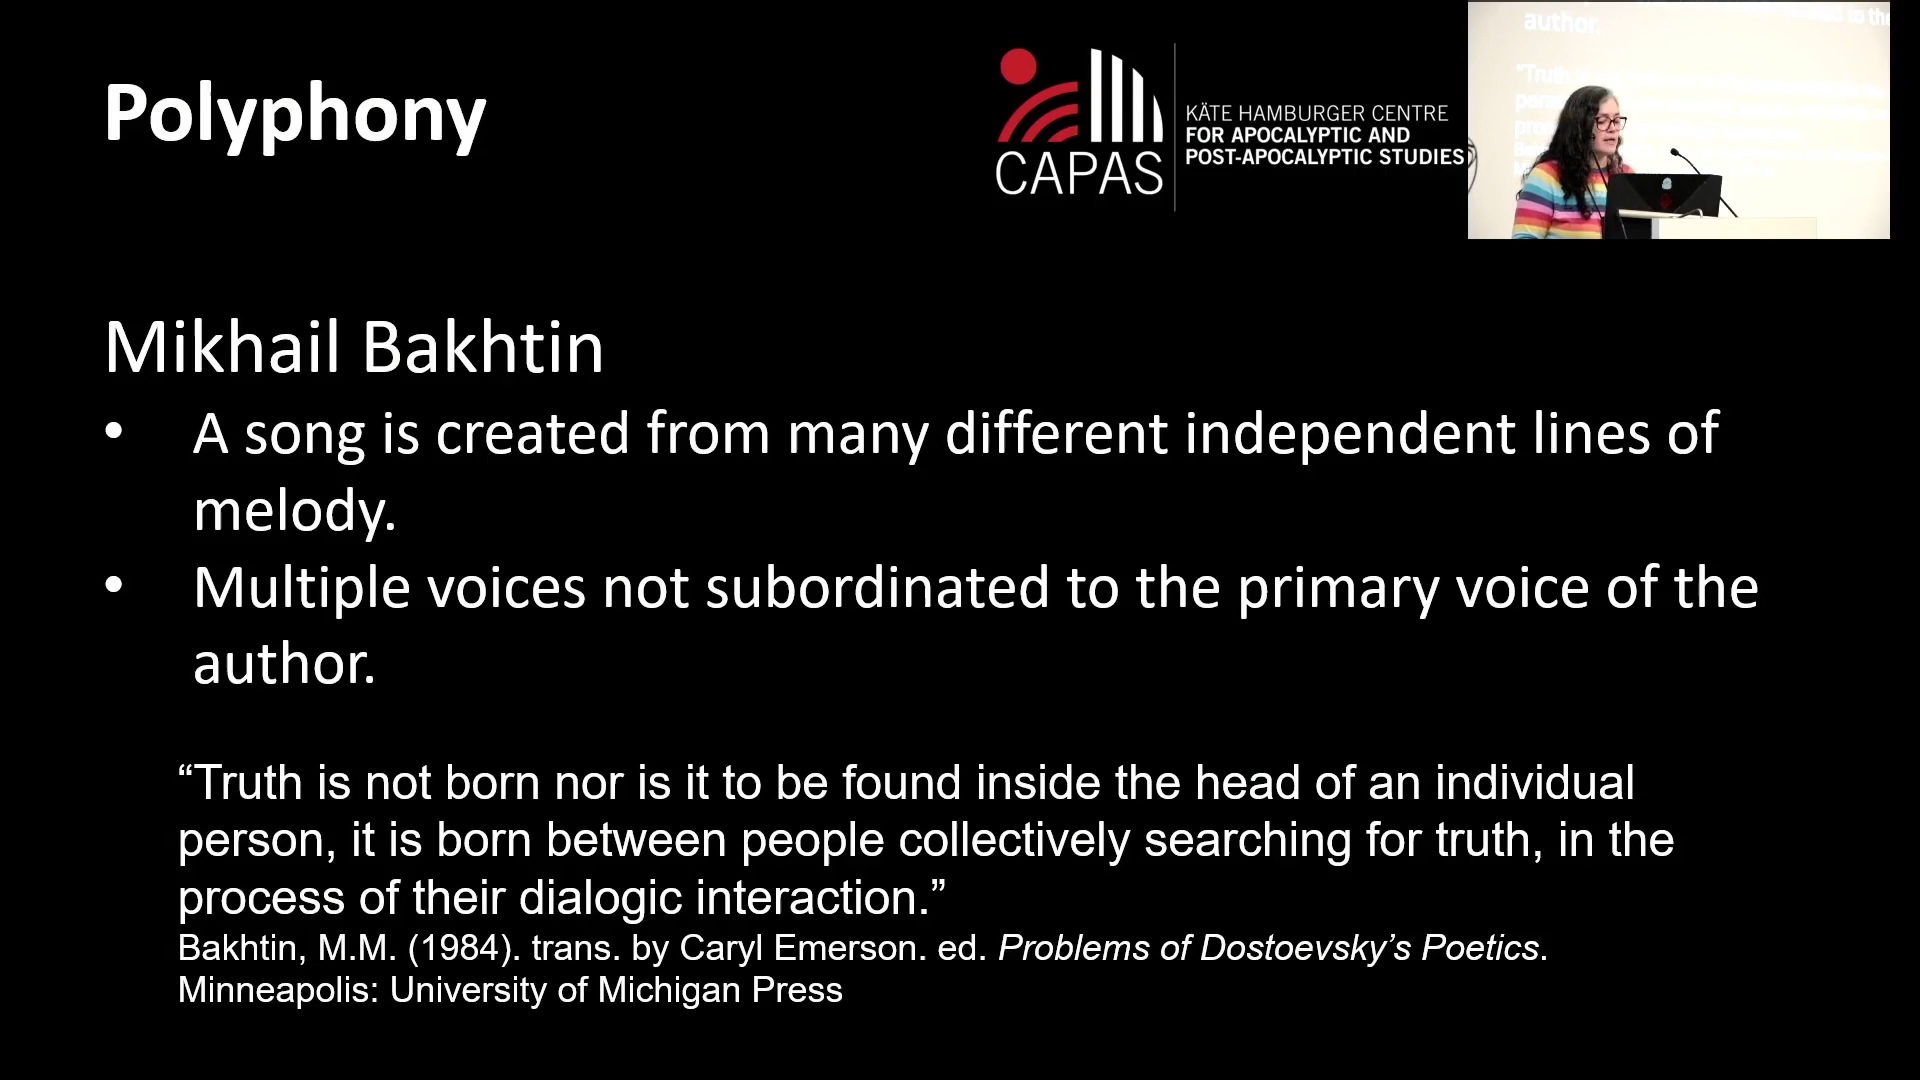 Polyphony
CAPAS
KÄTE HAMBURGER CENTRE
FOR APOCALYPTIC AND
POST-APOCALYPTIC STUDIES
author.
to the
"Truth
Mikhail Bakhtin
• A song is created from many different independent lines of
melody.
• Multiple voices not subordinated to the primary voice of the
author.
“Truth is not born nor is it to be found inside the head of an individual
person, it is born between people collectively searching for truth, in the
process of their dialogic interaction.”
Bakhtin, M.M. (1984). trans. by Caryl Emerson. ed. Problems of Dostoevsky’s Poetics.
Minneapolis: University of Michigan Press